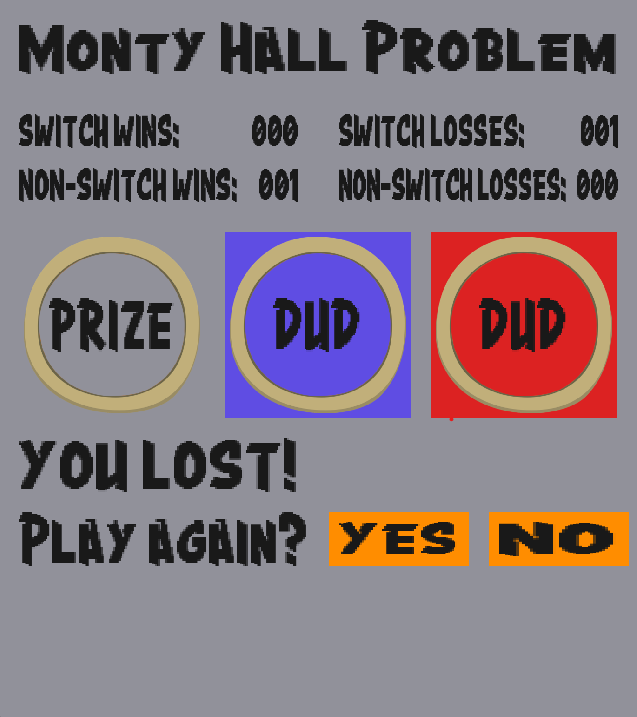 Monty Hall Problem
SWITCH WINS: 000 SWITCH LOSSES: 001
NON-SWITCH WINS: 001 NON-SWITCH LOSSES: 000
PRIZE DUD DUD
YOU LOST!
PLAY AGAIN? YES NO